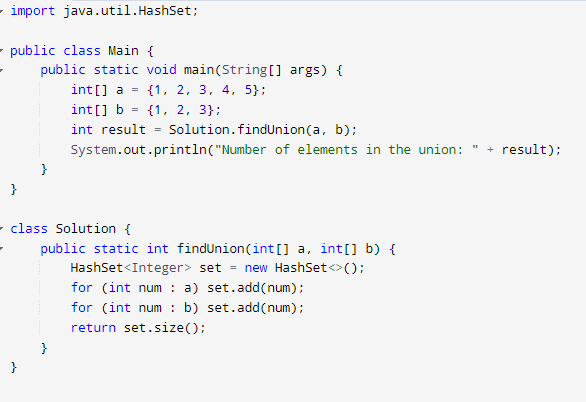 import java.util.HashSet;
public class Main {
public static void main(String[] args) {
int[] a = {1, 2, 3, 4, 5};
int[] b = {1, 2, 3};
int result = Solution.findUnion(a, b);
System.out.println("Number of elements in the union: " + result);
}
}
class Solution {
public static int findUnion(int[] a, int[] b) {
HashSet<Integer> set = new HashSet<>();
for (int num : a) set.add(num);
for (int num : b) set.add(num);
return set.size();
}
}